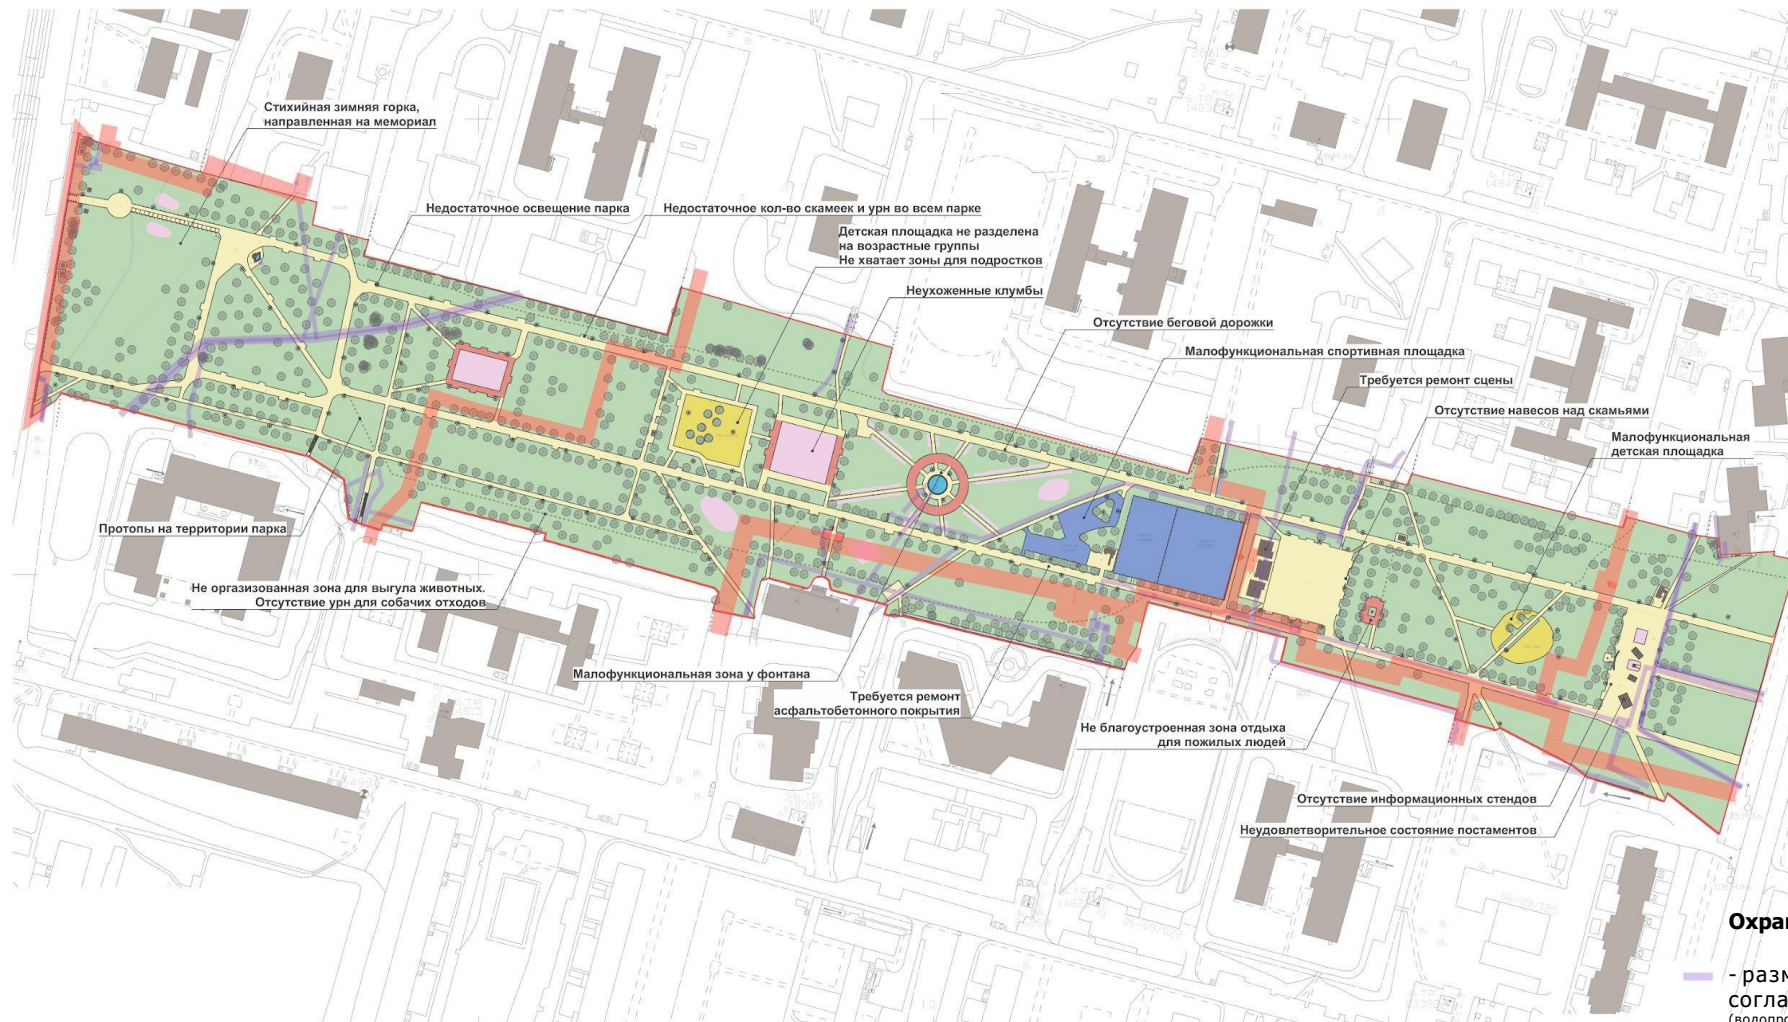 Стихийная зимняя горка,
направленная на мемориал
Недостаточное освещение парка
Недостаточное кол-во скамеек и урн во всем парке
Детская площадка не разделена
на возрастные группы
Не хватает зоны для подростков
Неухоженные клумбы
Отсутствие беговой дорожки
Малофункциональная спортивная площадка
Требуется ремонт сцены
Отсутствие навесов над скамьями
Малофункциональная
детская площадка
Протопы на территории парка
Не оргазизованная зона для выгула животных.
Отсутствие урн для собачих отходов
Малофункциональная зона у фонтана
Требуется ремонт
асфальтобетонного покрытия
Не благоустроенная зона отдыха
для пожилых людей
Отсутствие информационных стендов
Неудовлетворительное состояние постаментов
Охра
- разм
согла
(водопро